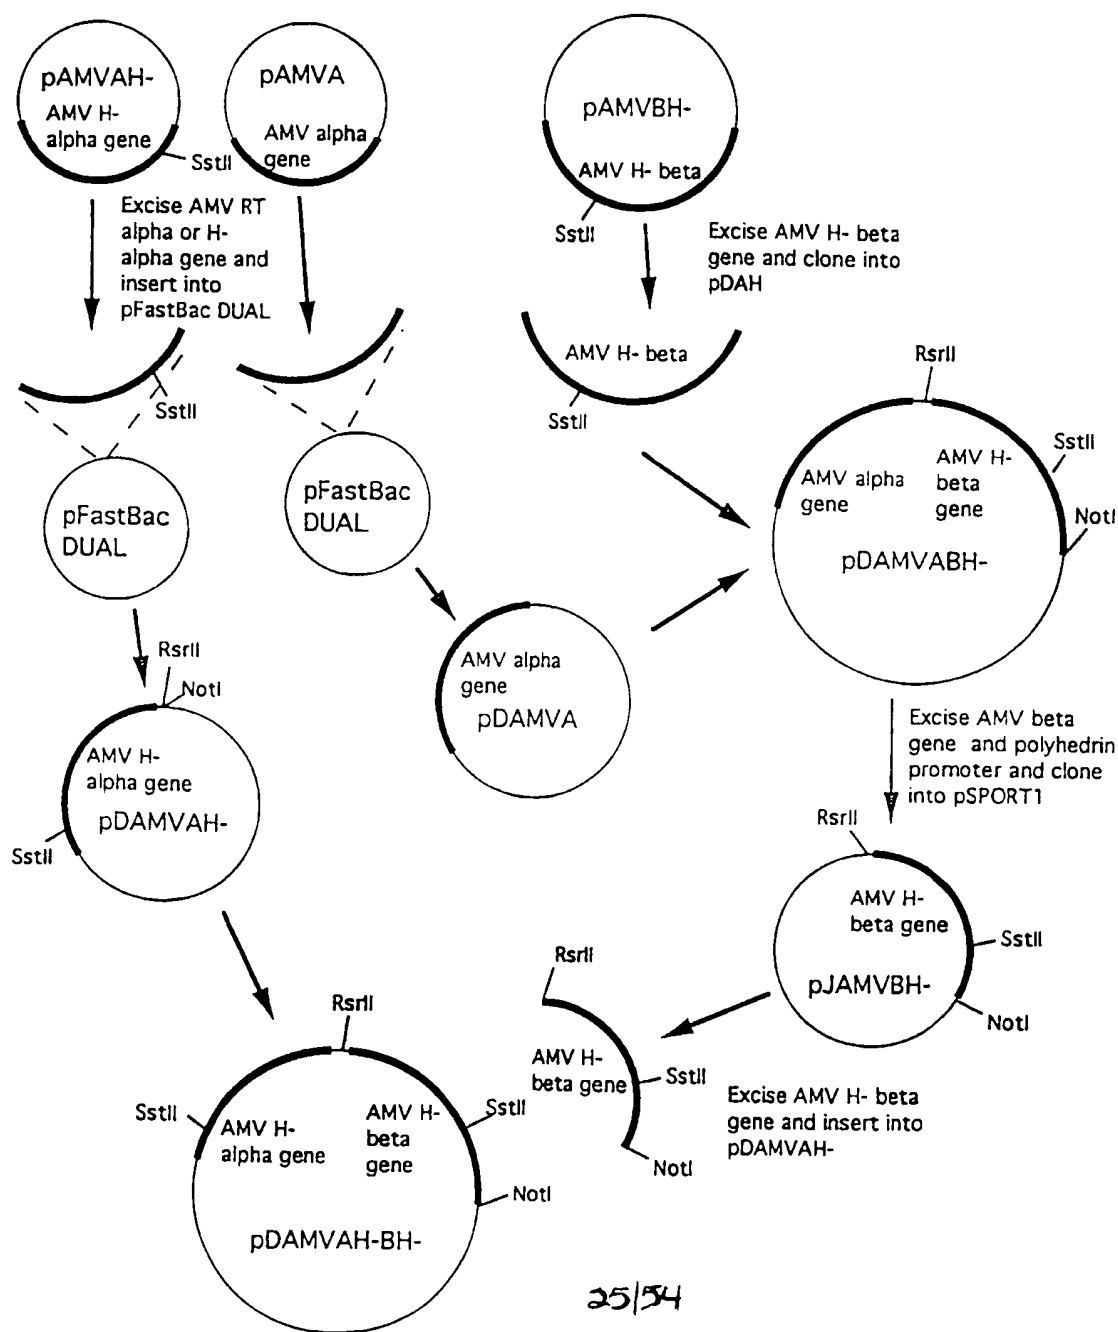 pAMVAH-
AMV H-
alpha gene
SstII
pAMVA
AMV alpha
gene
pAMVBH-
AMV H- beta
SstII
Excise AMV RT
alpha or H-
alpha gene and
insert into
pFastBac DUAL
Excise AMV H- beta
gene and clone into
pDAH
SstII
AMV H- beta
SstII
pFastBac
DUAL
pFastBac
DUAL
RsrII
AMV alpha
gene
AMV H-
beta
gene
SstII
NotI
pDAMVABH-
RsrII
NotI
AMV H-
alpha gene
pDAMVAH-
SstII
AMV alpha
gene
pDAMVA
Excise AMV beta
gene and polyhedrin
promoter and clone
into pSPORT1
RsrII
AMV H-
beta gene
SstII
pJAMVBH-
NotI
RsrII
AMV H-
beta gene
SstII
NotI
Excise AMV H- beta
gene and insert into
pDAMVAH-
RsrII
SstII
AMV H-
alpha gene
AMV H-
beta
gene
SstII
NotI
pDAMVAH-BH-
25/54